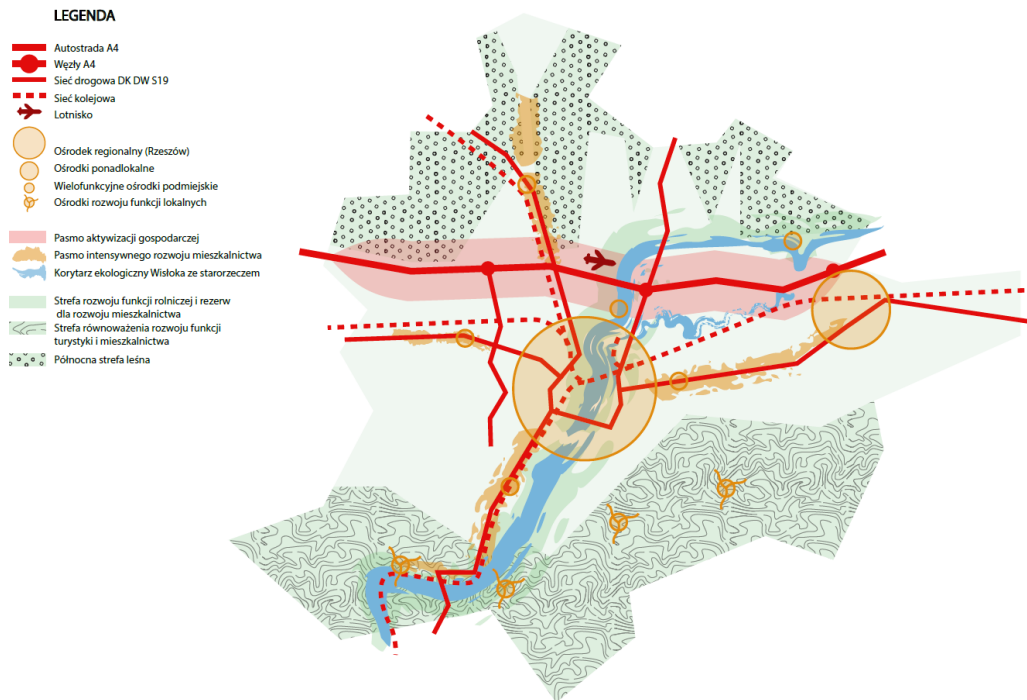 LEGENDA
Autostrada A4
Węzły A4
Sieć drogowa DK DW S19
Sieć kolejowa
Lotnisko
Ośrodek regionalny (Rzeszów)
Ośrodki ponadlokalne
Wielofunkcyjne ośrodki podmiejskie
Ośrodki rozwoju funkcji lokalnych
Pasmo aktywizacji gospodarczej
Pasmo intensywnego rozwoju mieszkalnictwa
Korytarz ekologiczny Wisłoka ze starorzeczem
Strefa rozwoju funkcji rolniczej i rezerw
dla rozwoju mieszkalnictwa
Strefa równoważenia rozwoju funkcji
turystyki i mieszkalnictwa
Północna strefa leśna